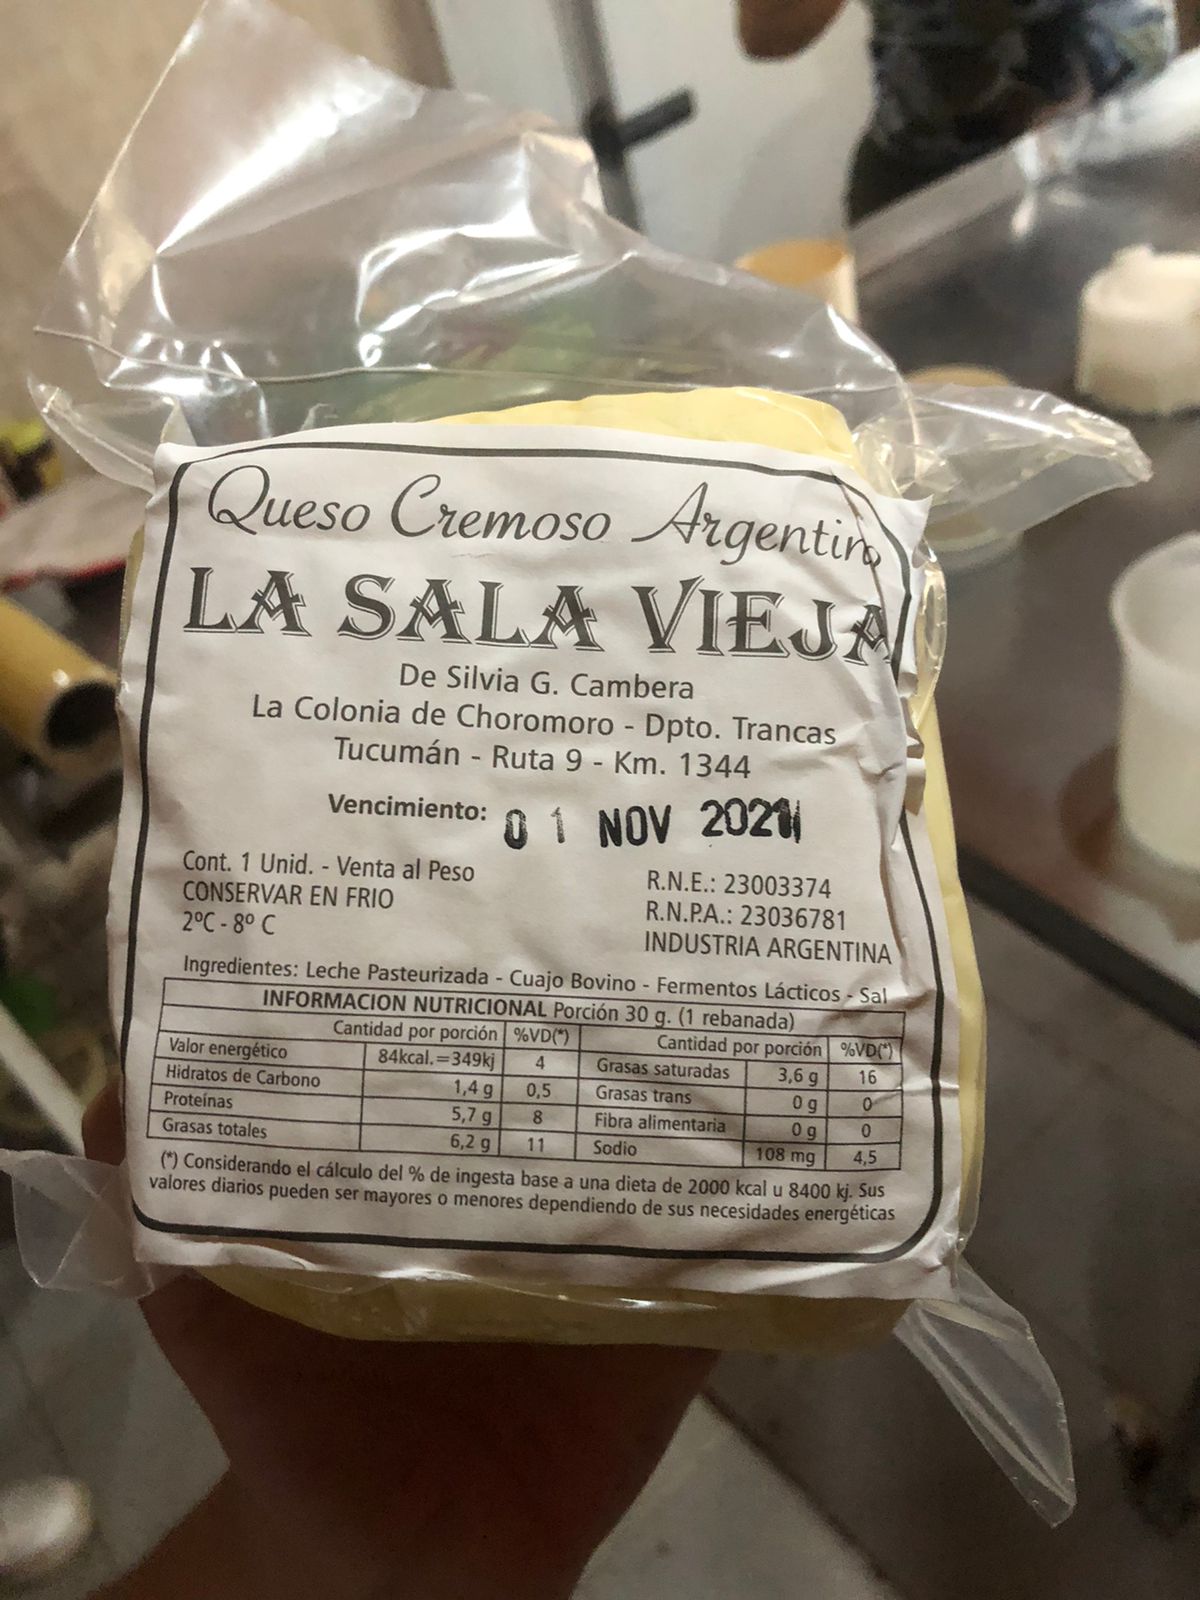 Queso Cremoso Argentino
LA SALA VIEJA
De Silvia G. Cambera
La Colonia de Choromoro - Dpto. Trancas
Tucumán - Ruta 9 - Km. 1344
Vencimiento: 01 NOV 2021
Cont. 1 Unid. - Venta al Peso
CONSERVAR EN FRIO
2ºC - 8º C
R.N.E.: 23003374
R.N.P.A.: 23036781
INDUSTRIA ARGENTINA
Ingredientes: Leche Pasteurizada - Cuajo Bovino - Fermentos Lácticos - Sal
INFORMACION NUTRICIONAL Porción 30 g. (1 rebanada)
Cantidad por porción %VD(*) Cantidad por porción %VD(*)
Valor energético 84kcal.=349kj 4 Grasas saturadas 3,6 g 16
Hidratos de Carbono 1,4 g 0,5 Grasas trans 0 g 0
Proteínas 5,7 g 8 Fibra alimentaria 0 g 0
Grasas totales 6,2 g 11 Sodio 108 mg 4,5
(*) Considerando el cálculo del % de ingesta base a una dieta de 2000 kcal u 8400 kj. Sus
valores diarios pueden ser mayores o menores dependiendo de sus necesidades energéticas